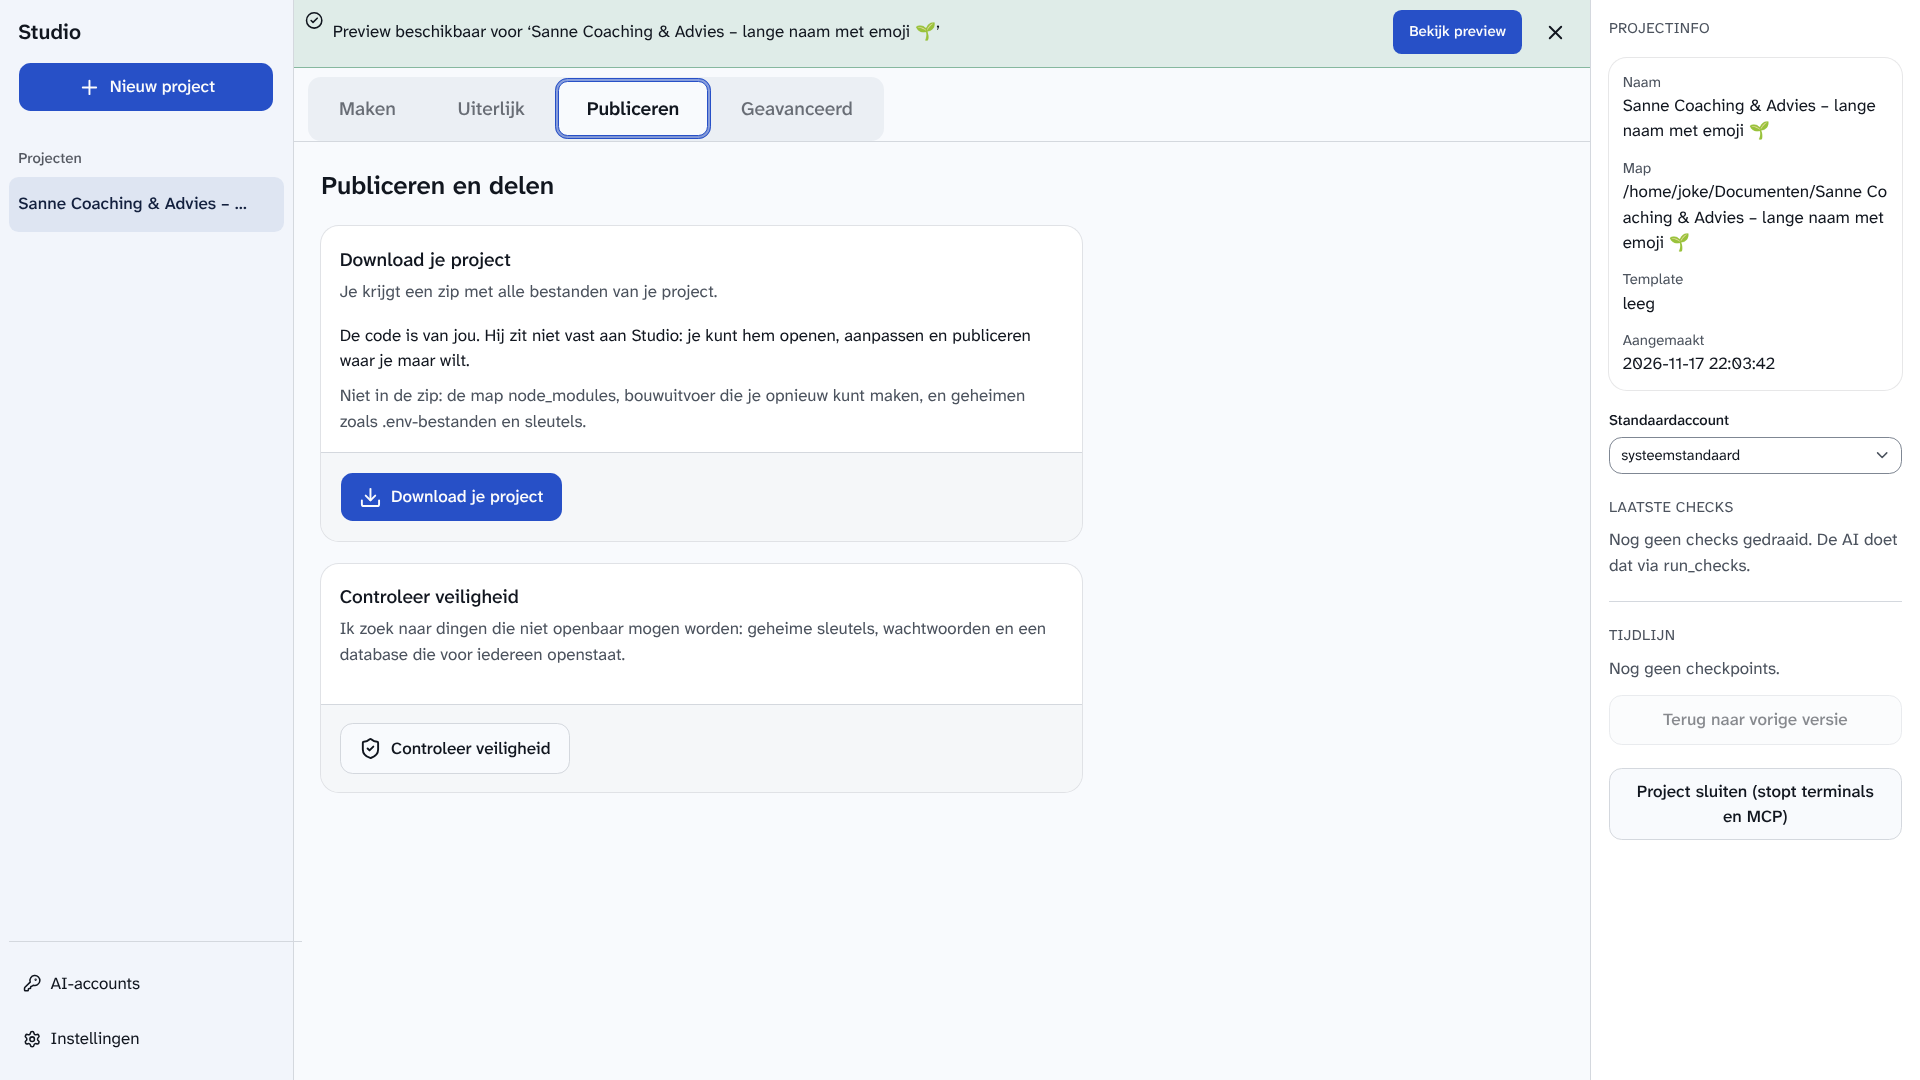 Studio
Nieuw project
Projecten
Sanne Coaching & Advies – ...
AI-accounts
Instellingen
Preview beschikbaar voor ‘Sanne Coaching & Advies – lange naam met emoji 🌱’
Bekijk preview
Maken
Uiterlijk
Publiceren
Geavanceerd
Publiceren en delen
Download je project
Je krijgt een zip met alle bestanden van je project.
De code is van jou. Hij zit niet vast aan Studio: je kunt hem openen, aanpassen en publiceren
waar je maar wilt.
Niet in de zip: de map node_modules, bouwuitvoer die je opnieuw kunt maken, en geheimen
zoals .env-bestanden en sleutels.
Download je project
Controleer veiligheid
Ik zoek naar dingen die niet openbaar mogen worden: geheime sleutels, wachtwoorden en een
database die voor iedereen openstaat.
Controleer veiligheid
PROJECTINFO
Naam
Sanne Coaching & Advies – lange
naam met emoji 🌱
Map
/home/joke/Documenten/Sanne Co
aching & Advies – lange naam met
emoji 🌱
Template
leeg
Aangemaakt
2026-11-17 22:03:42
Standaardaccount
systeemstandaard
LAATSTE CHECKS
Nog geen checks gedraaid. De AI doet
dat via run_checks.
TIJDLIJN
Nog geen checkpoints.
Terug naar vorige versie
Project sluiten (stopt terminals
en MCP)